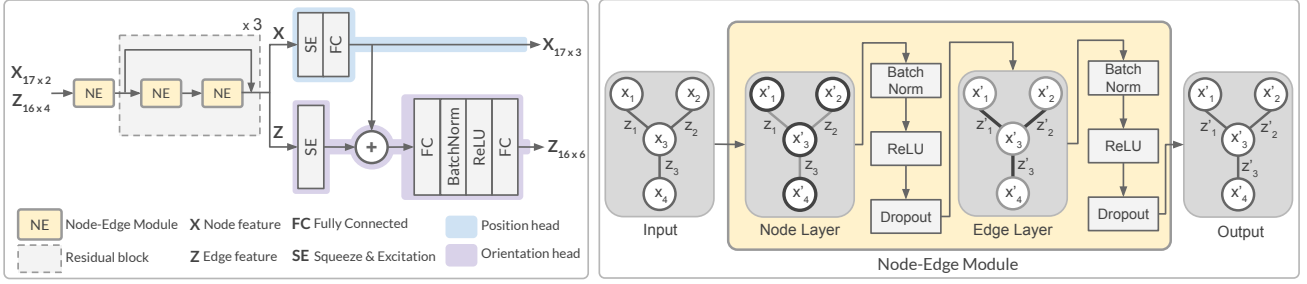 x 3
X
SE
FC
X17 x 3
X17 x 2
Z16 x 4
NE
NE
NE
Z
SE
+
FC
BatchNorm
ReLU
FC
Z16 x 6
NE
Node-Edge Module
X Node feature
FC Fully Connected
Position head
Residual block
Z Edge feature
SE Squeeze & Excitation
Orientation head
x1
x2
z1
z2
x3
z3
x4
Input
x'1
x'2
z1
z2
x'3
z3
x'4
Node Layer
Batch
Norm
ReLU
Dropout
x'1
x'2
z'1
z'2
x'3
z'3
x'4
Edge Layer
Batch
Norm
ReLU
Dropout
x'1
x'2
z'1
z'2
x'3
z'3
x'4
Output
Node-Edge Module